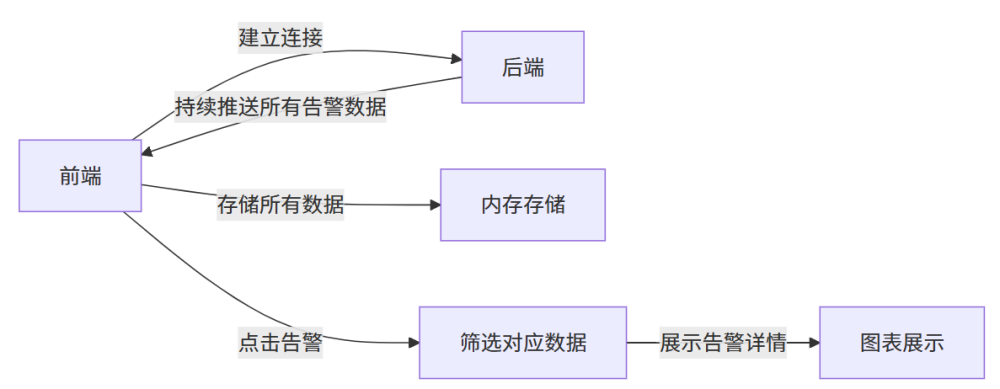 建立连接
后端
持续推送所有告警数据
前端
存储所有数据
内存存储
点击告警
筛选对应数据
展示告警详情
图表展示